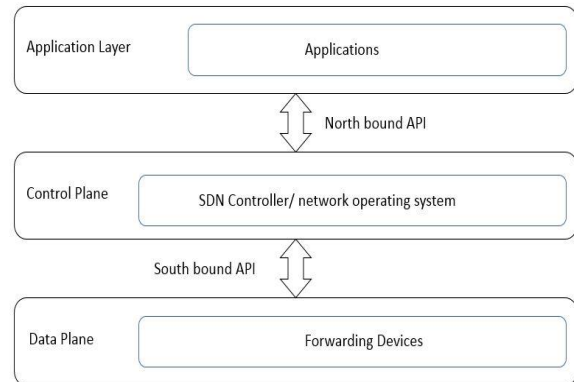 Application Layer
Applications
North bound API
Control Plane
SDN Controller/ network operating system
South bound API
Data Plane
Forwarding Devices